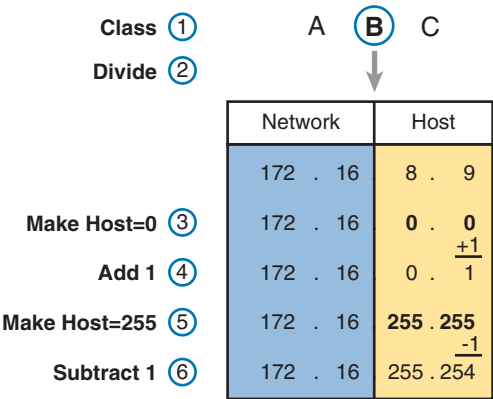 Class 1 A B C
Divide 2
Network Host
172 . 16 8 . 9
Make Host=0 3 172 . 16 0 . 0
+1
Add 1 4 172 . 16 0 . 1
Make Host=255 5 172 . 16 255 . 255
-1
Subtract 1 6 172 . 16 255 . 254